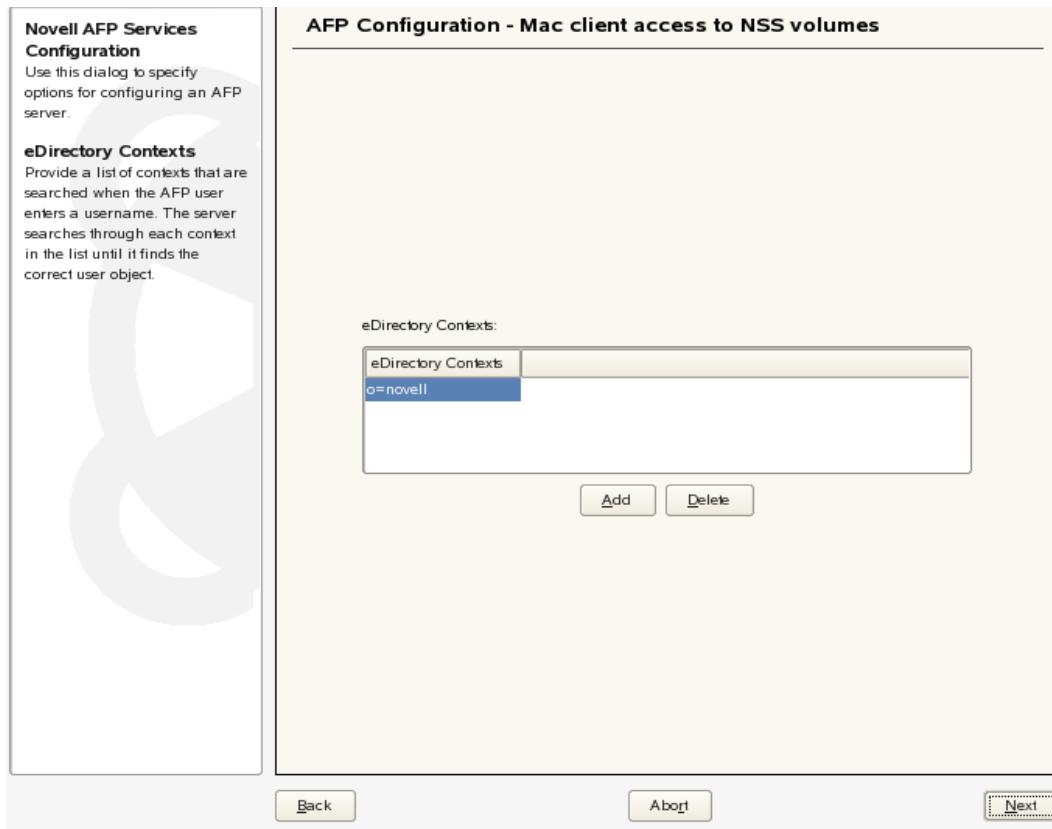 Novell AFP Services
Configuration
Use this dialog to specify
options for configuring an AFP
server.
eDirectory Contexts
Provide a list of contexts that are
searched when the AFP user
enters a username. The server
searches through each context
in the list until it finds the
correct user object.
AFP Configuration - Mac client access to NSS volumes
eDirectory Contexts:
eDirectory Contexts
o=novell
Add
Delete
Back
Abort
Next